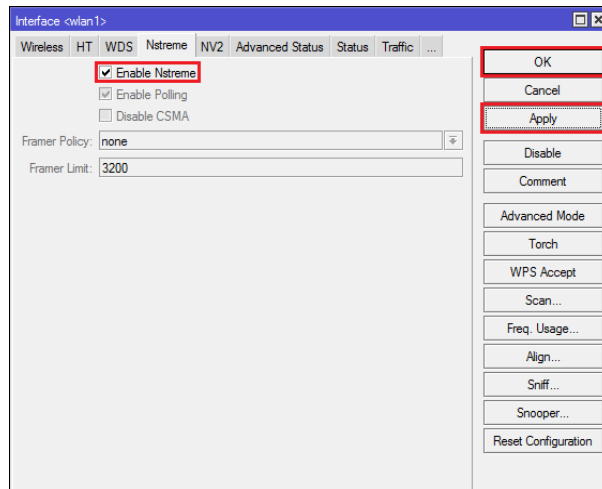 Interface <wlan1>
Wireless HT WDS Nstreme NV2 Advanced Status Status Traffic ...
Enable Nstreme
Enable Polling
Disable CSMA
Framer Policy: none
Framer Limit: 3200
OK
Cancel
Apply
Disable
Comment
Advanced Mode
Torch
WPS Accept
Scan...
Freq. Usage...
Align...
Sniff...
Snooper...
Reset Configuration